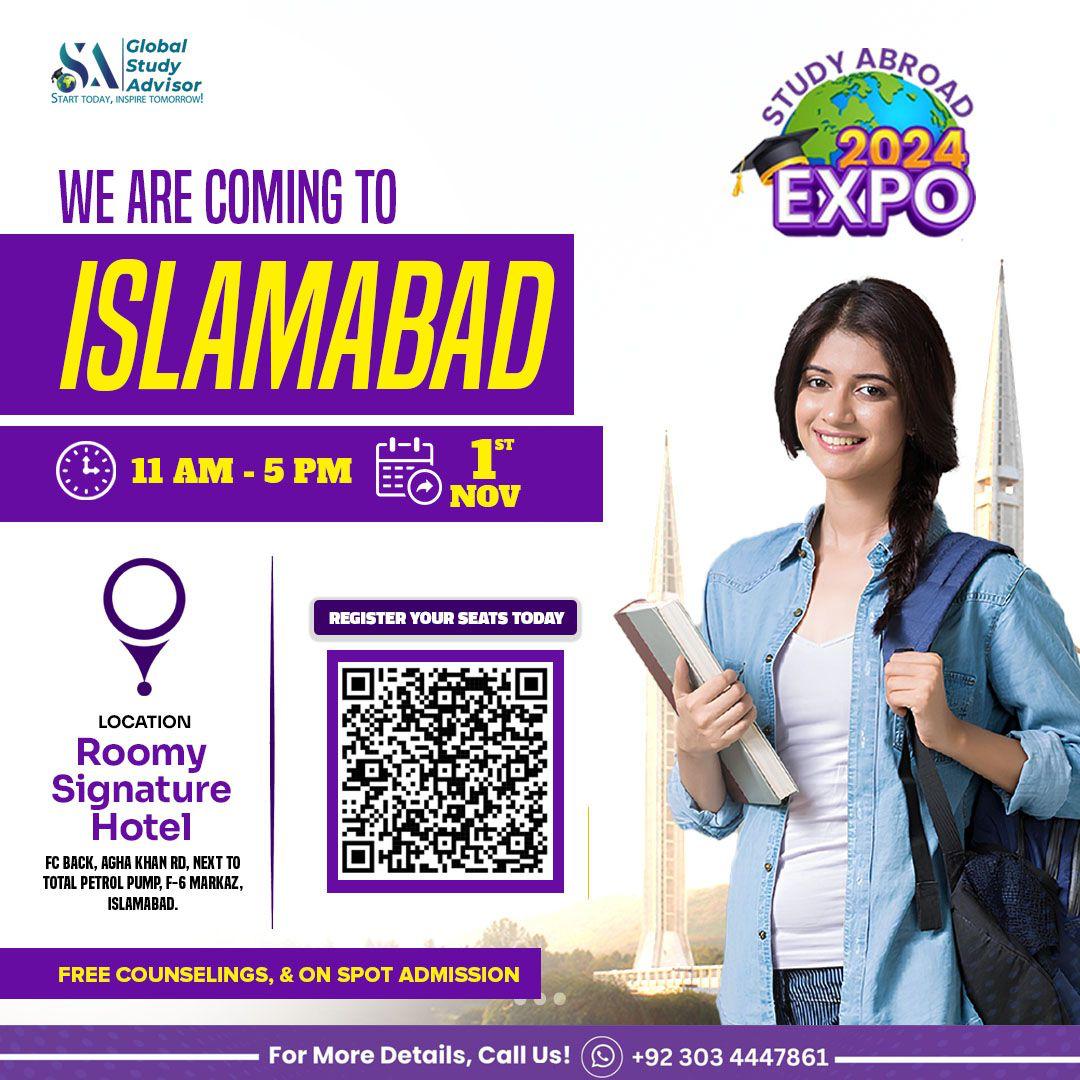 SA Global
Study
Advisor
START TODAY, INSPIRE TOMORROW!
STUDY ABROAD
2024
EXPO
WE ARE COMING TO
ISLAMABAD
11 AM - 5 PM
1ST
NOV
LOCATION
Roomy
Signature
Hotel
FC BACK, AGHA KHAN RD, NEXT TO
TOTAL PETROL PUMP, F-6 MARKAZ,
ISLAMABAD.
REGISTER YOUR SEATS TODAY
FREE COUNSELINGS, & ON SPOT ADMISSION
For More Details, Call Us! +92 303 4447861